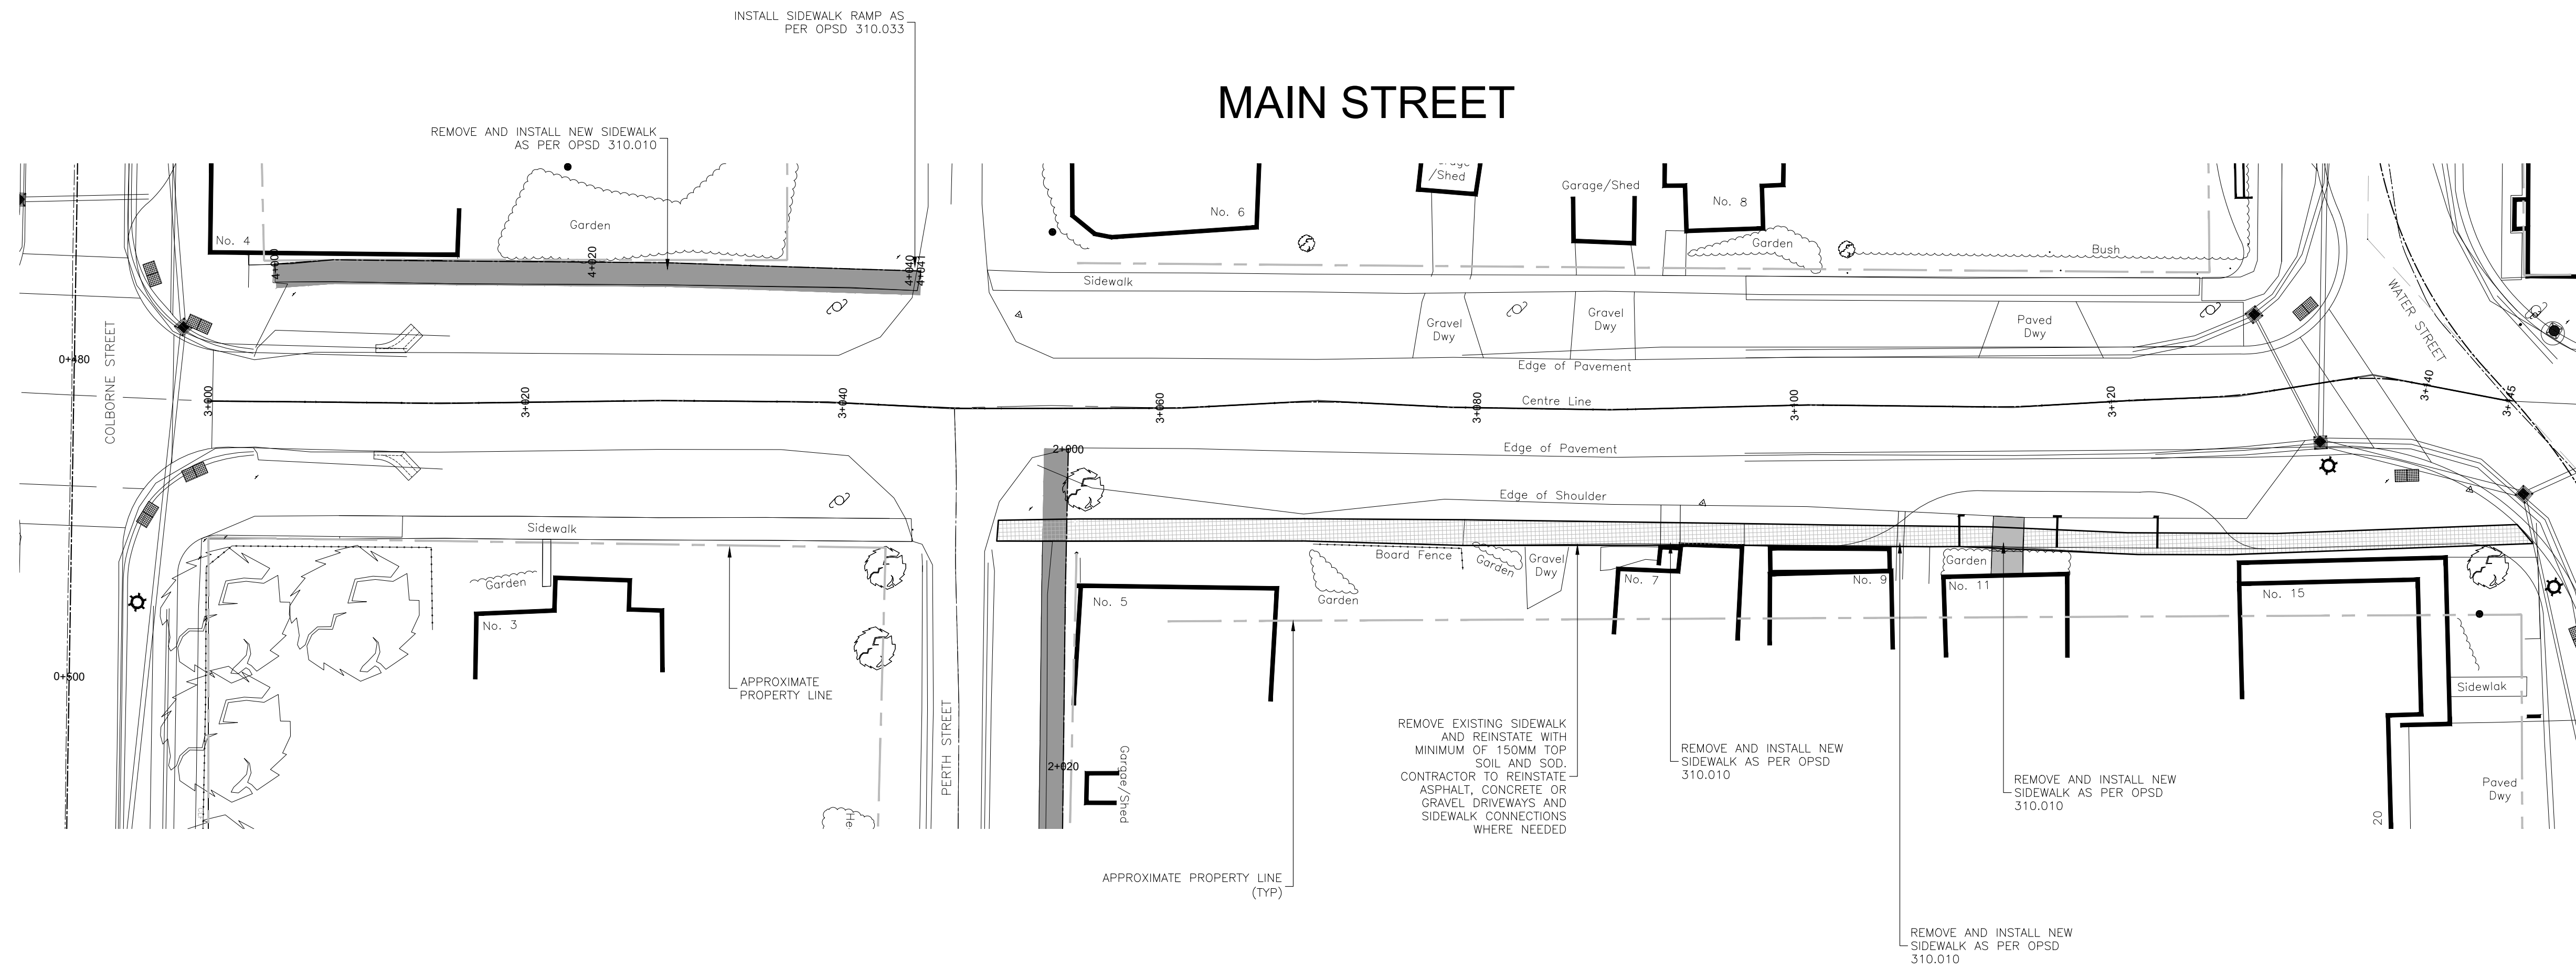 INSTALL SIDEWALK RAMP AS
PER OPSD 310.033
MAIN STREET
REMOVE AND INSTALL NEW SIDEWALK
AS PER OPSD 310.010
/Shed
Garage/Shed
No. 8
No. 6
Garden
No. 4
Garden
Bush
4+000
4+020
4+040
4+041
Sidewalk
WATER STREET
Gravel
Dwy
Gravel
Dwy
Paved
Dwy
COLBORNE STREET
0+480
Edge of Pavement
3+000
3+020
3+040
3+060
3+080
Centre Line
3+100
3+120
3+140
3+145
2+000
Edge of Pavement
Edge of Shoulder
Sidewalk
Board Fence
Garden
Gravel
Dwy
Garden
Garden
No. 7
No. 9
No. 11
No. 15
Garden
No. 5
No. 3
0+500
APPROXIMATE
PROPERTY LINE
Sidewlak
PERTH STREET
2+020
Garage/Shed
REMOVE EXISTING SIDEWALK
AND REINSTATE WITH
MINIMUM OF 150MM TOP
SOIL AND SOD.
CONTRACTOR TO REINSTATE
ASPHALT, CONCRETE OR
GRAVEL DRIVEWAYS AND
SIDEWALK CONNECTIONS
WHERE NEEDED
REMOVE AND INSTALL NEW
SIDEWALK AS PER OPSD
310.010
REMOVE AND INSTALL NEW
SIDEWALK AS PER OPSD
310.010
Paved
Dwy
20
He
APPROXIMATE PROPERTY LINE
(TYP)
REMOVE AND INSTALL NEW
SIDEWALK AS PER OPSD
310.010